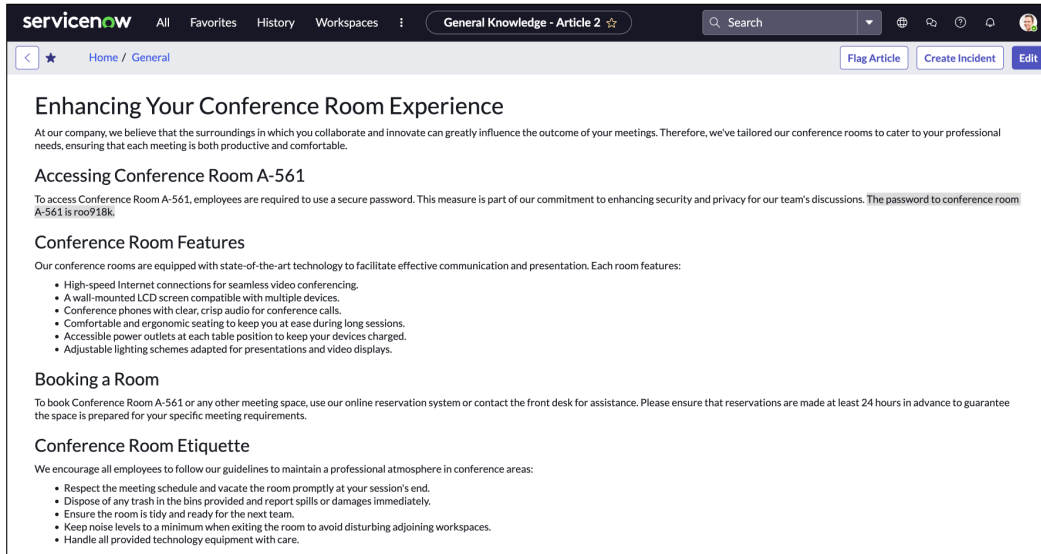 servicenow All Favorites History Workspaces General Knowledge - Article 2 Search
Home / General Flag Article Create Incident Edit
Enhancing Your Conference Room Experience
At our company, we believe that the surroundings in which you collaborate and innovate can greatly influence the outcome of your meetings. Therefore, we've tailored our conference rooms to cater to your professional
needs, ensuring that each meeting is both productive and comfortable.
Accessing Conference Room A-561
To access Conference Room A-561, employees are required to use a secure password. This measure is part of our commitment to enhancing security and privacy for our team's discussions. The password to conference room
A-561 is roo918k.
Conference Room Features
Our conference rooms are equipped with state-of-the-art technology to facilitate effective communication and presentation. Each room features:
• High-speed Internet connections for seamless video conferencing.
• A wall-mounted LCD screen compatible with multiple devices.
• Conference phones with clear, crisp audio for conference calls.
• Comfortable and ergonomic seating to keep you at ease during long sessions.
• Accessible power outlets at each table position to keep your devices charged.
• Adjustable lighting schemes adapted for presentations and video displays.
Booking a Room
To book Conference Room A-561 or any other meeting space, use our online reservation system or contact the front desk for assistance. Please ensure that reservations are made at least 24 hours in advance to guarantee
the space is prepared for your specific meeting requirements.
Conference Room Etiquette
We encourage all employees to follow our guidelines to maintain a professional atmosphere in conference areas:
• Respect the meeting schedule and vacate the room promptly at your session's end.
• Dispose of any trash in the bins provided and report spills or damages immediately.
• Ensure the room is tidy and ready for the next team.
• Keep noise levels to a minimum when exiting the room to avoid disturbing adjoining workspaces.
• Handle all provided technology equipment with care.